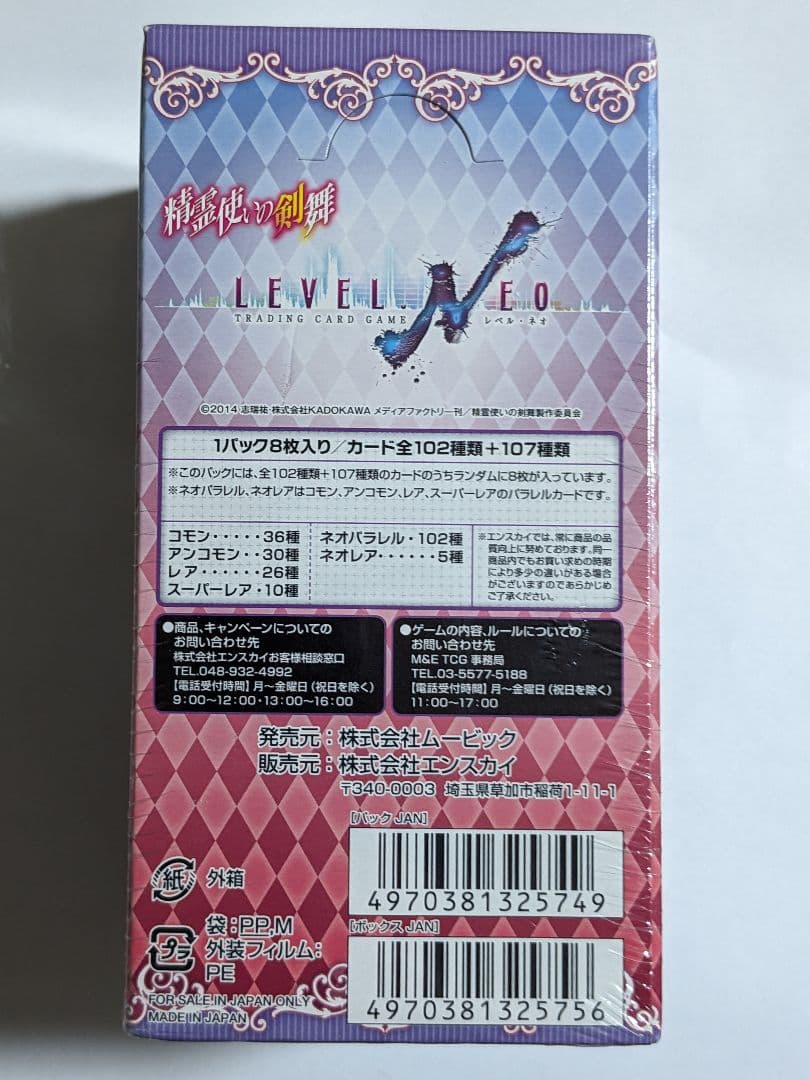 精霊使いの剣舞
LEVEL NEO
TRADING CARD GAME レベル・ネオ
©2014 志瑞祐・株式会社KADOKAWA メディアファクトリー刊／精霊使いの剣舞製作委員会
1パック8枚入り／カード全102種類＋107種類
※このパックには、全102種類＋107種類のカードのうちランダムに8枚が入っています。
※ネオパラレル、ネオレアはコモン、アンコモン、レア、スーパーレアのパラレルカードです。
コモン・・・・・36種
アンコモン・・30種
レア・・・・・・26種
スーパーレア・10種
ネオパラレル・102種
ネオレア・・・・・・5種
※エンスカイでは、常に商品の品
質向上に努めております。同一
商品内でもお買い求めの時期
により多少の違いがある場合
がございますのであらかじめ
ご了承ください。
●商品、キャンペーンについての
お問い合わせ先
株式会社エンスカイお客様相談窓口
TEL.048-932-4992
【電話受付時間】月〜金曜日（祝日を除く）
9：00〜12：00・13：00〜16：00
●ゲームの内容、ルールについての
お問い合わせ先
M&E TCG 事務局
TEL.03-5577-5188
【電話受付時間】月〜金曜日（祝日を除く）
11：00〜17：00
発売元：株式会社ムービック
販売元：株式会社エンスカイ
〒340-0003 埼玉県草加市稲荷1-11-1
[パック JAN]
4970381325749
[ボックス JAN]
4970381325756
紙 外箱
プラ
袋：PP,M
外装フィルム：
PE
FOR SALE IN JAPAN ONLY
MADE IN JAPAN